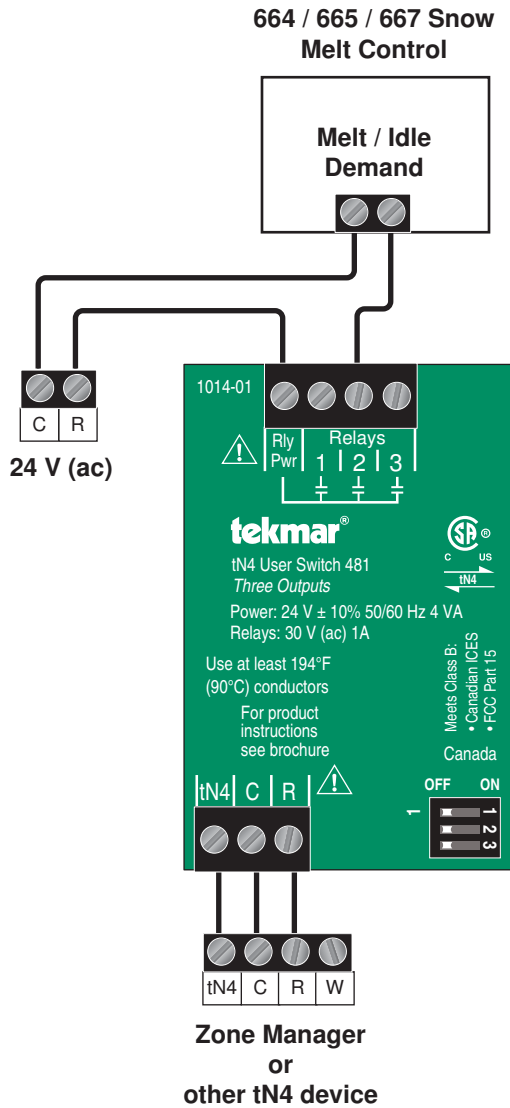 664 / 665 / 667 Snow
Melt Control
Melt / Idle
Demand
C R
24 V (ac)
1014-01
Rly
Pwr
Relays
1 2 3
tekmar®
tN4 User Switch 481
Three Outputs
Power: 24 V ± 10% 50/60 Hz 4 VA
Relays: 30 V (ac) 1A
SA ®
C US
tN4
Use at least 194°F
(90°C) conductors
For product
instructions
see brochure
Meets Class B:
• Canadian ICES
• FCC Part 15
Canada
OFF ON
1
1
2
3
tN4 C R
tN4 C R W
Zone Manager
or
other tN4 device